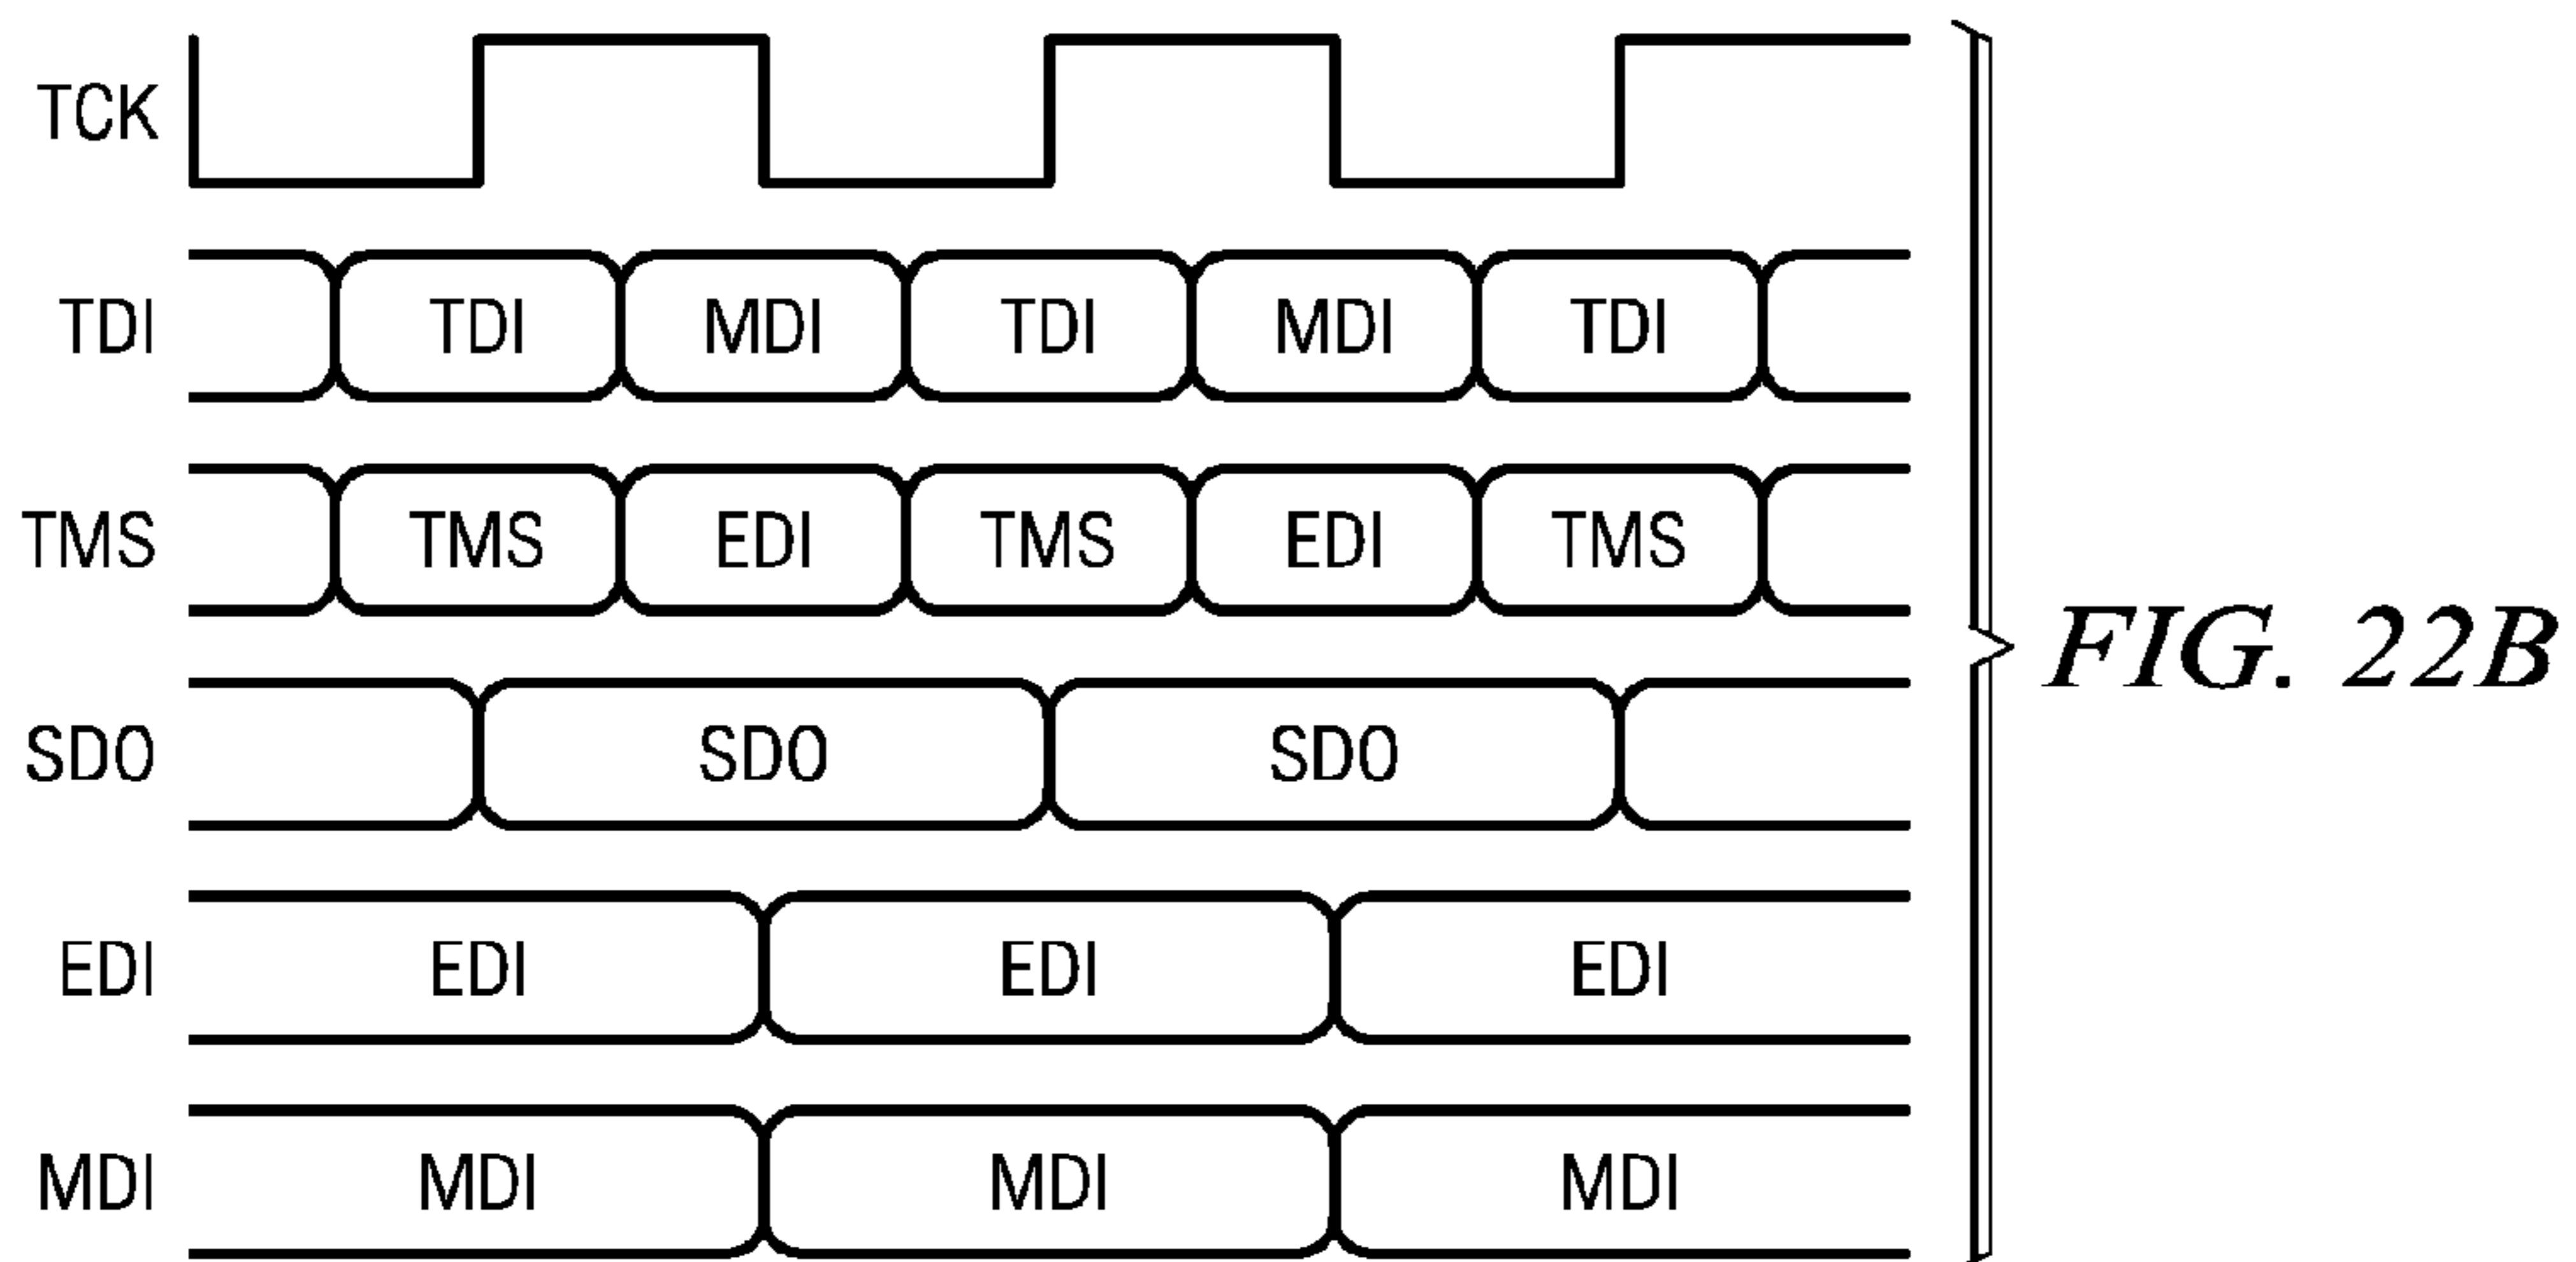 TCK
TDI TDI MDI TDI MDI TDI
TMS TMS EDI TMS EDI TMS
SDO SDO SDO
EDI EDI EDI EDI
MDI MDI MDI MDI
FIG. 22B